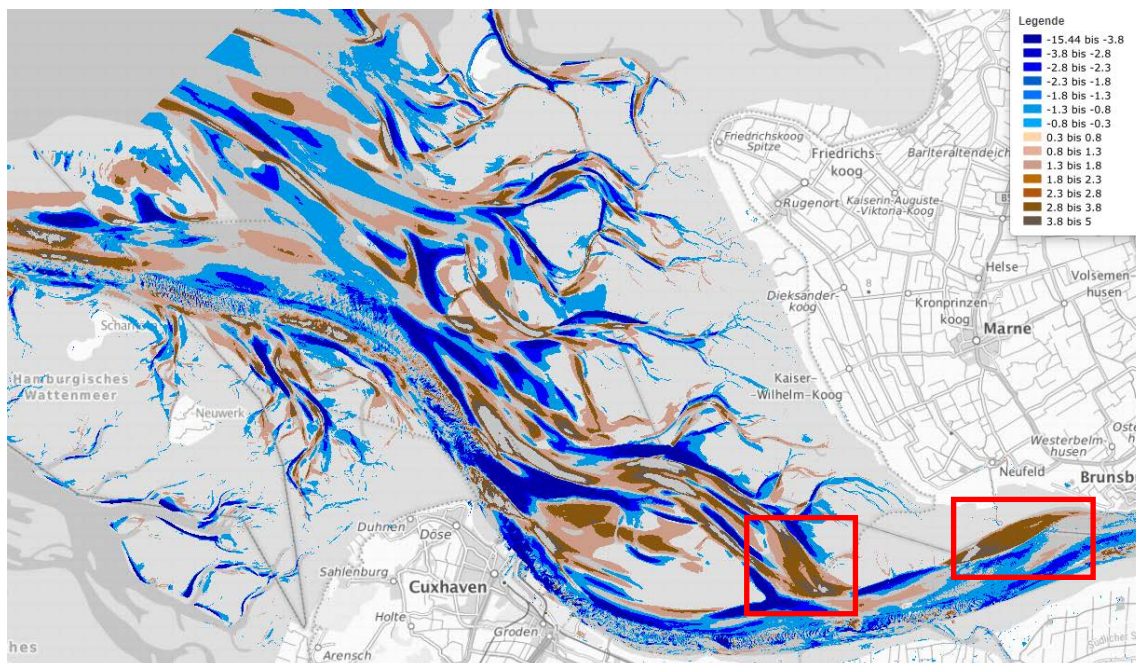 Legende
-15.44 bis -3.8
-3.8 bis -2.8
-2.8 bis -2.3
-2.3 bis -1.8
-1.8 bis -1.3
-1.3 bis -0.8
-0.8 bis -0.3
0.3 bis 0.8
0.8 bis 1.3
1.3 bis 1.8
1.8 bis 2.3
2.3 bis 2.8
2.8 bis 3.8
3.8 bis 5
Friedrichskoog
Spitze
Friedrichs-
koog
Barlteraltendeich
Rugenort
Kaiserin-Auguste-
-Viktoria-Koog
Helse
Volsemen-
husen
Dieksander-
koog
Kronprinzen
koog
Marne
Scharh
Hamburgisches
Wattenmeer
Neuwerk
Kaiser-
-Wilhelm-Koog
Westerbelm-
husen
Neufeld
Brunsb
Duhnen
Döse
Sahlenburg
Cuxhaven
Holte
Groden
Arensch
hes